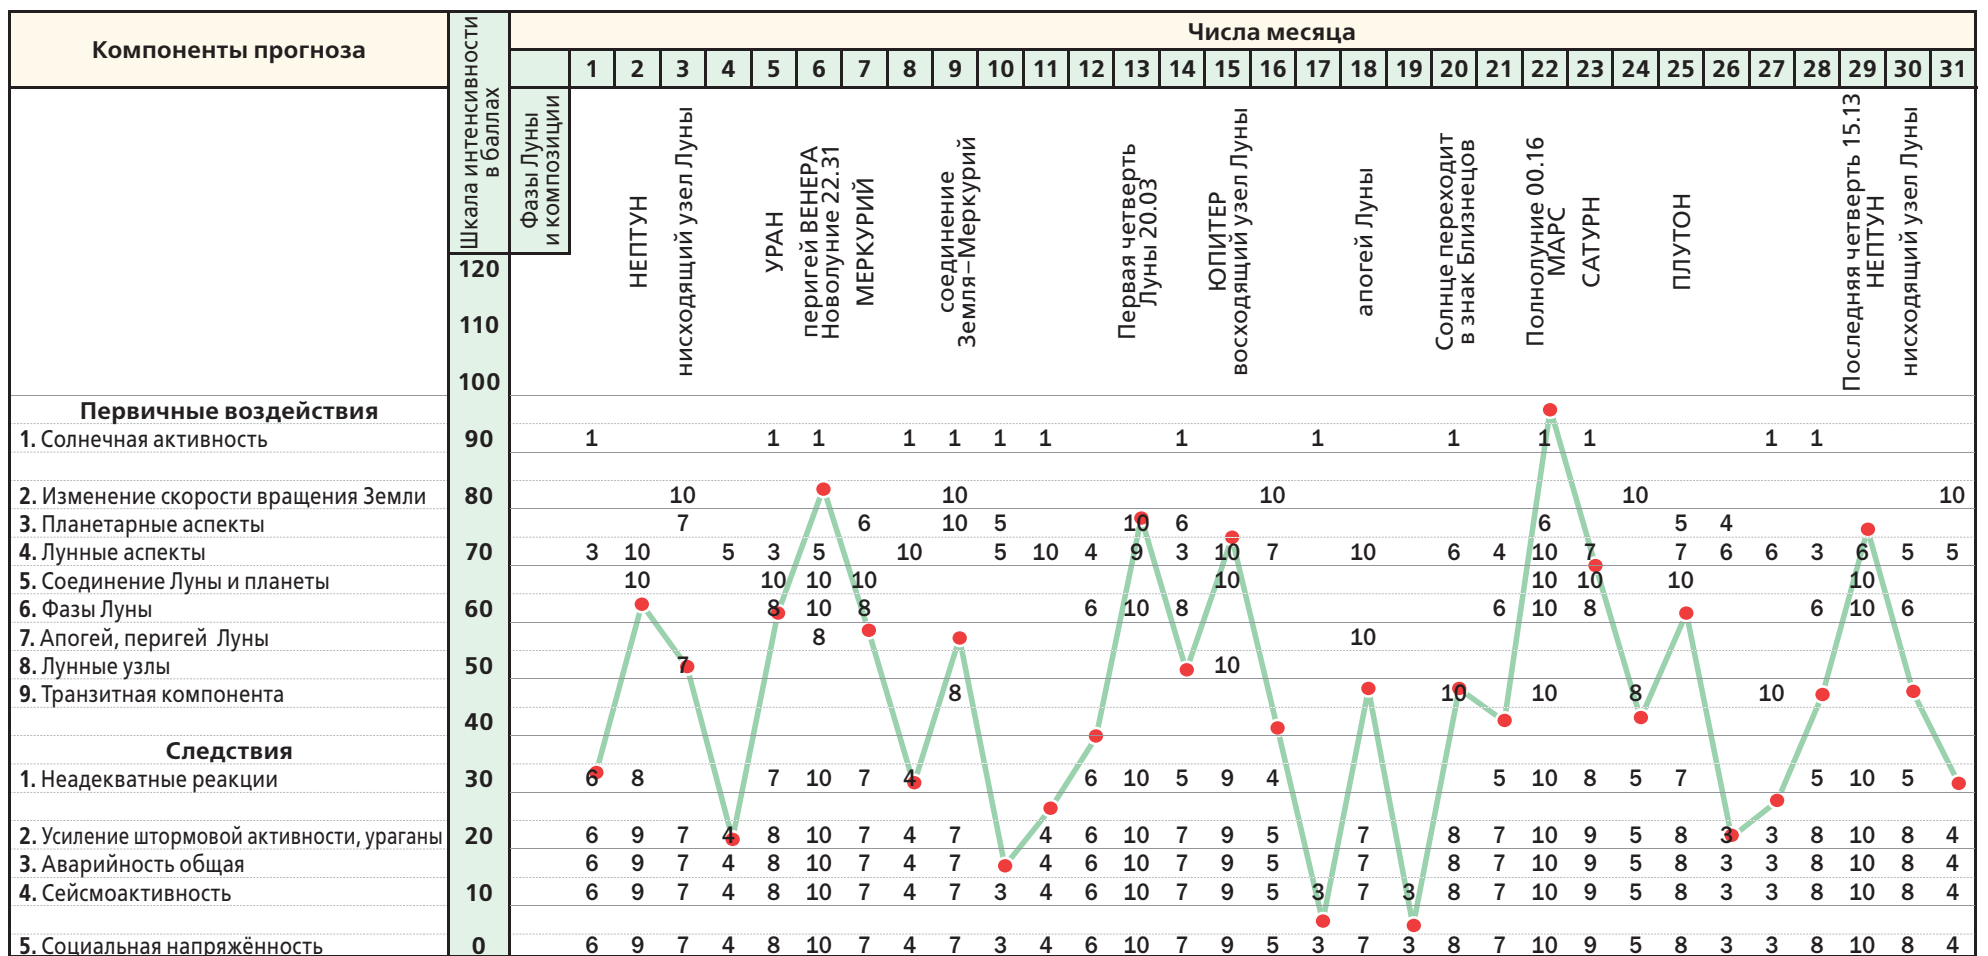 Компоненты прогноза
Шкала интенсивности
в баллах
Числа месяца
1 2 3 4 5 6 7 8 9 10 11 12 13 14 15 16 17 18 19 20 21 22 23 24 25 26 27 28 29 30 31
Фазы Луны
и композиции
НЕПТУН
нисходящий узел Луны
УРАН
перигей ВЕНЕРА
Новолуние 22.31
МЕРКУРИЙ
соединение
Земля–Меркурий
Первая четверть
Луны 20.03
ЮПИТЕР
восходящий узел Луны
апогей Луны
Солнце переходит
в знак Близнецов
Полнолуние 00.16
МАРС
САТУРН
ПЛУТОН
Последняя четверть 15.13
НЕПТУН
нисходящий узел Луны
120
110
100
Первичные воздействия
1. Солнечная активность 90 1 1 1 1 1 1 1 1 1 1 1 1 1 1
2. Изменение скорости вращения Земли 80 10 10 10 10 10
3. Планетарные аспекты 7 6 10 5 10 6 6 5 4
4. Лунные аспекты 70 3 10 5 3 5 10 5 10 4 9 3 10 7 10 6 4 10 7 7 6 6 3 6 5 5
5. Соединение Луны и планеты 10 10 10 10 10 10 10 10 10
6. Фазы Луны 60 8 10 8 6 10 8 6 10 8 6 10 6
7. Апогей, перигей Луны 8 10
8. Лунные узлы 50 7 10
9. Транзитная компонента 8 10 10 8 10
40
Следствия
1. Неадекватные реакции 30 6 8 7 10 7 4 6 10 5 9 4 5 10 8 5 7 5 10 5
2. Усиление штормовой активности, ураганы 20 6 9 7 4 8 10 7 4 7 4 6 10 7 9 5 7 8 7 10 9 5 8 3 3 8 10 8 4
3. Аварийность общая 6 9 7 4 8 10 7 4 7 4 6 10 7 9 5 7 8 7 10 9 5 8 3 3 8 10 8 4
4. Сейсмоактивность 10 6 9 7 4 8 10 7 4 7 3 4 6 10 7 9 5 3 7 3 8 7 10 9 5 8 3 3 8 10 8 4
5. Социальная напряжённость 0 6 9 7 4 8 10 7 4 7 3 4 6 10 7 9 5 3 7 3 8 7 10 9 5 8 3 3 8 10 8 4